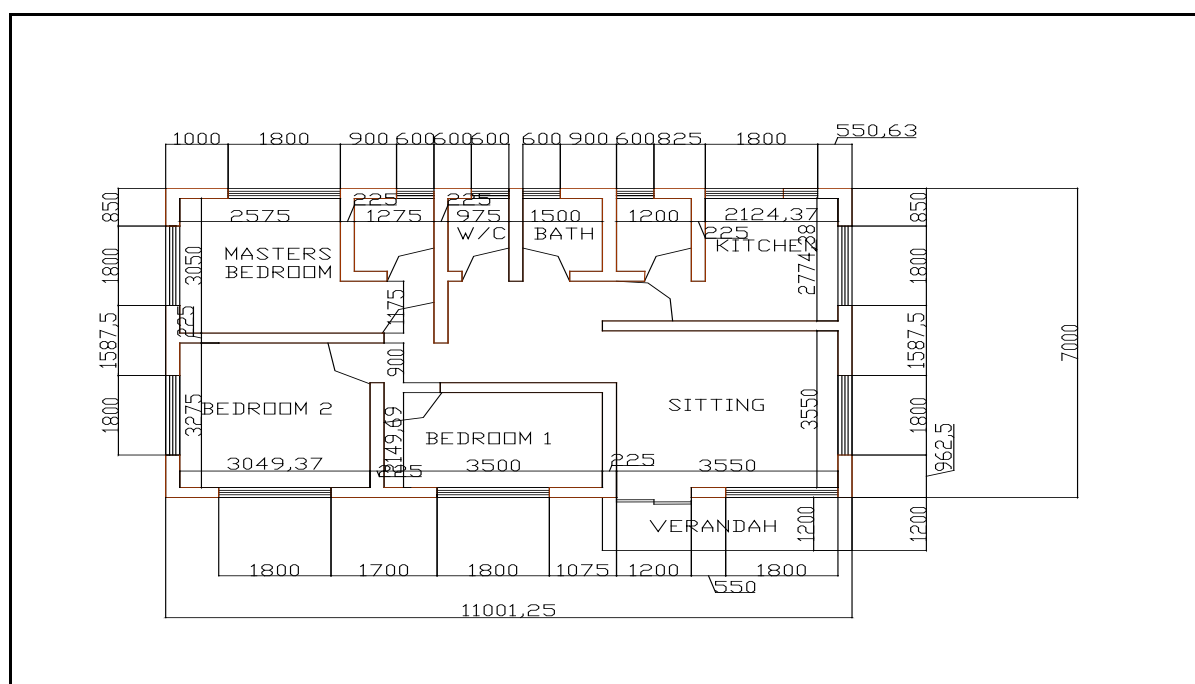 550,63
1000 1800 900 600 600 600 600 900 600 825 1800
225 225
2575 1275 975 1500 1200 2124,37
850 850
W/C BATH 225
MASTERS KITCHEN
BEDROOM
1800 3050 2774,28 1800
1175
225
1587,5 1587,5
7000
900
BEDROOM 2 SITTING
1800 3275 3550 1800
BEDROOM 1
962,5
225
3049,37 225 3500 3550
VERANDAH
1200 1200
1800 1700 1800 1075 1200 1800
550
11001,25